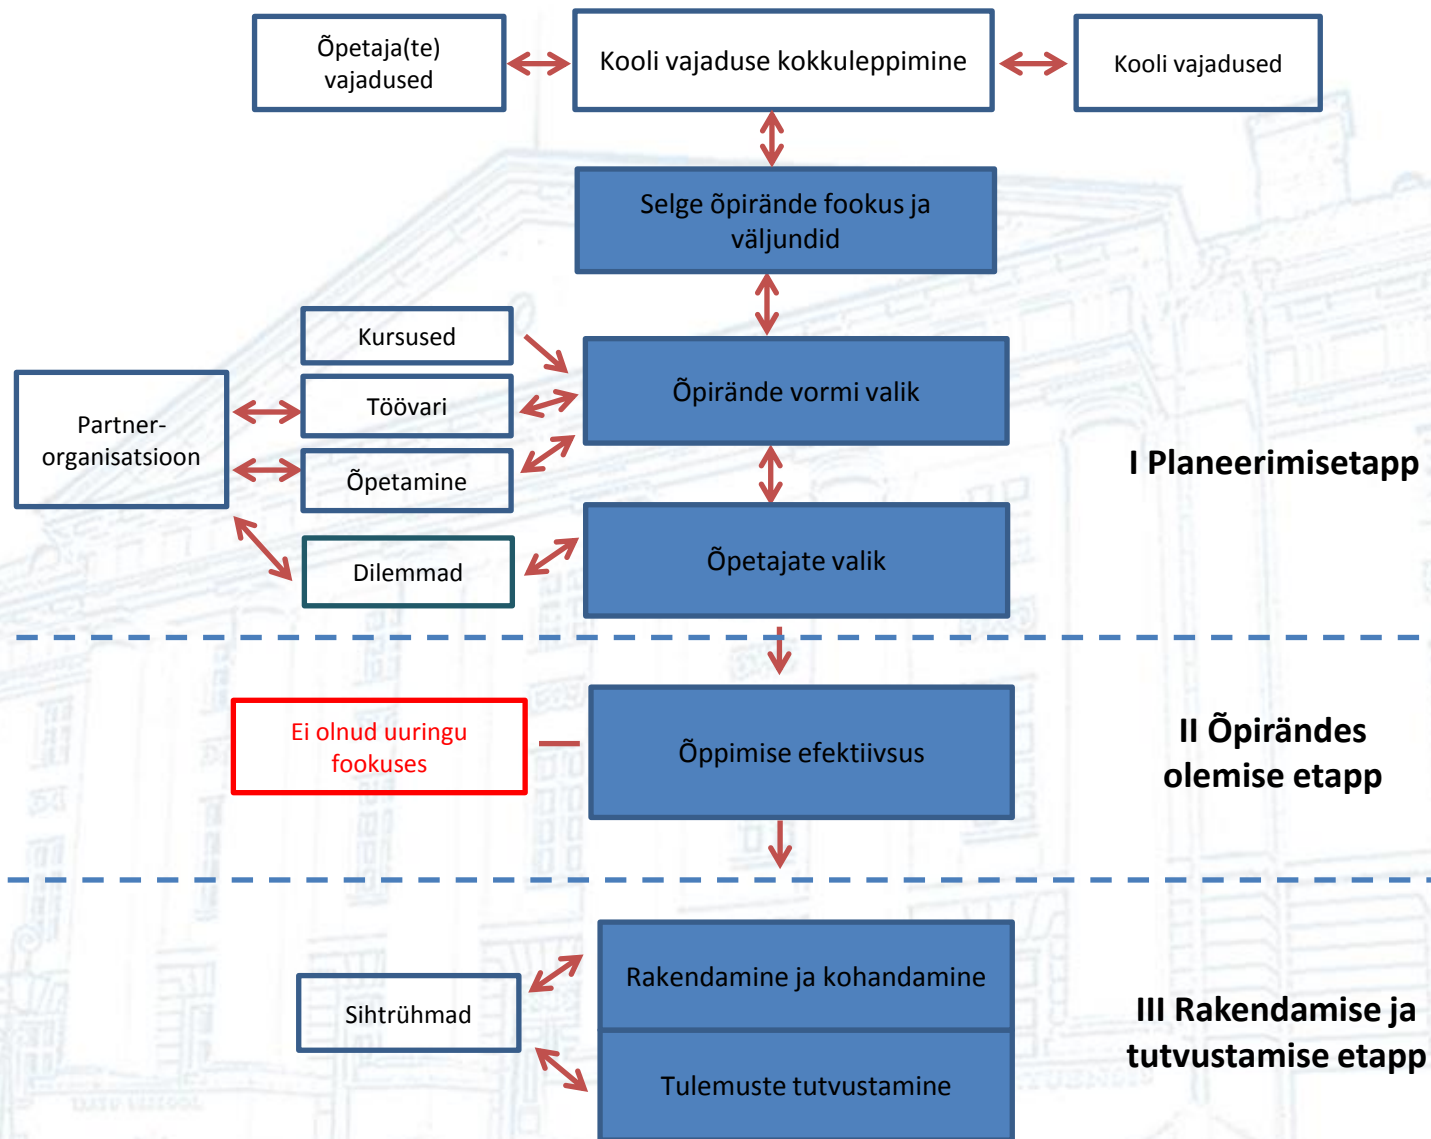 Õpetaja(te)
vajadused
Kooli vajaduse kokkuleppimine
Kooli vajadused
Selge õpirände fookus ja
väljundid
Kursused
Töövari
Õpetamine
Partner-
organisatsioon
Õpirände vormi valik
I Planeerimisetapp
Dilemmad
Õpetajate valik
Ei olnud uuringu
fookuses
Õppimise efektiivsus
II Õpirändes
olemise etapp
Sihtrühmad
Rakendamine ja kohandamine
Tulemuste tutvustamine
III Rakendamise ja
tutvustamise etapp